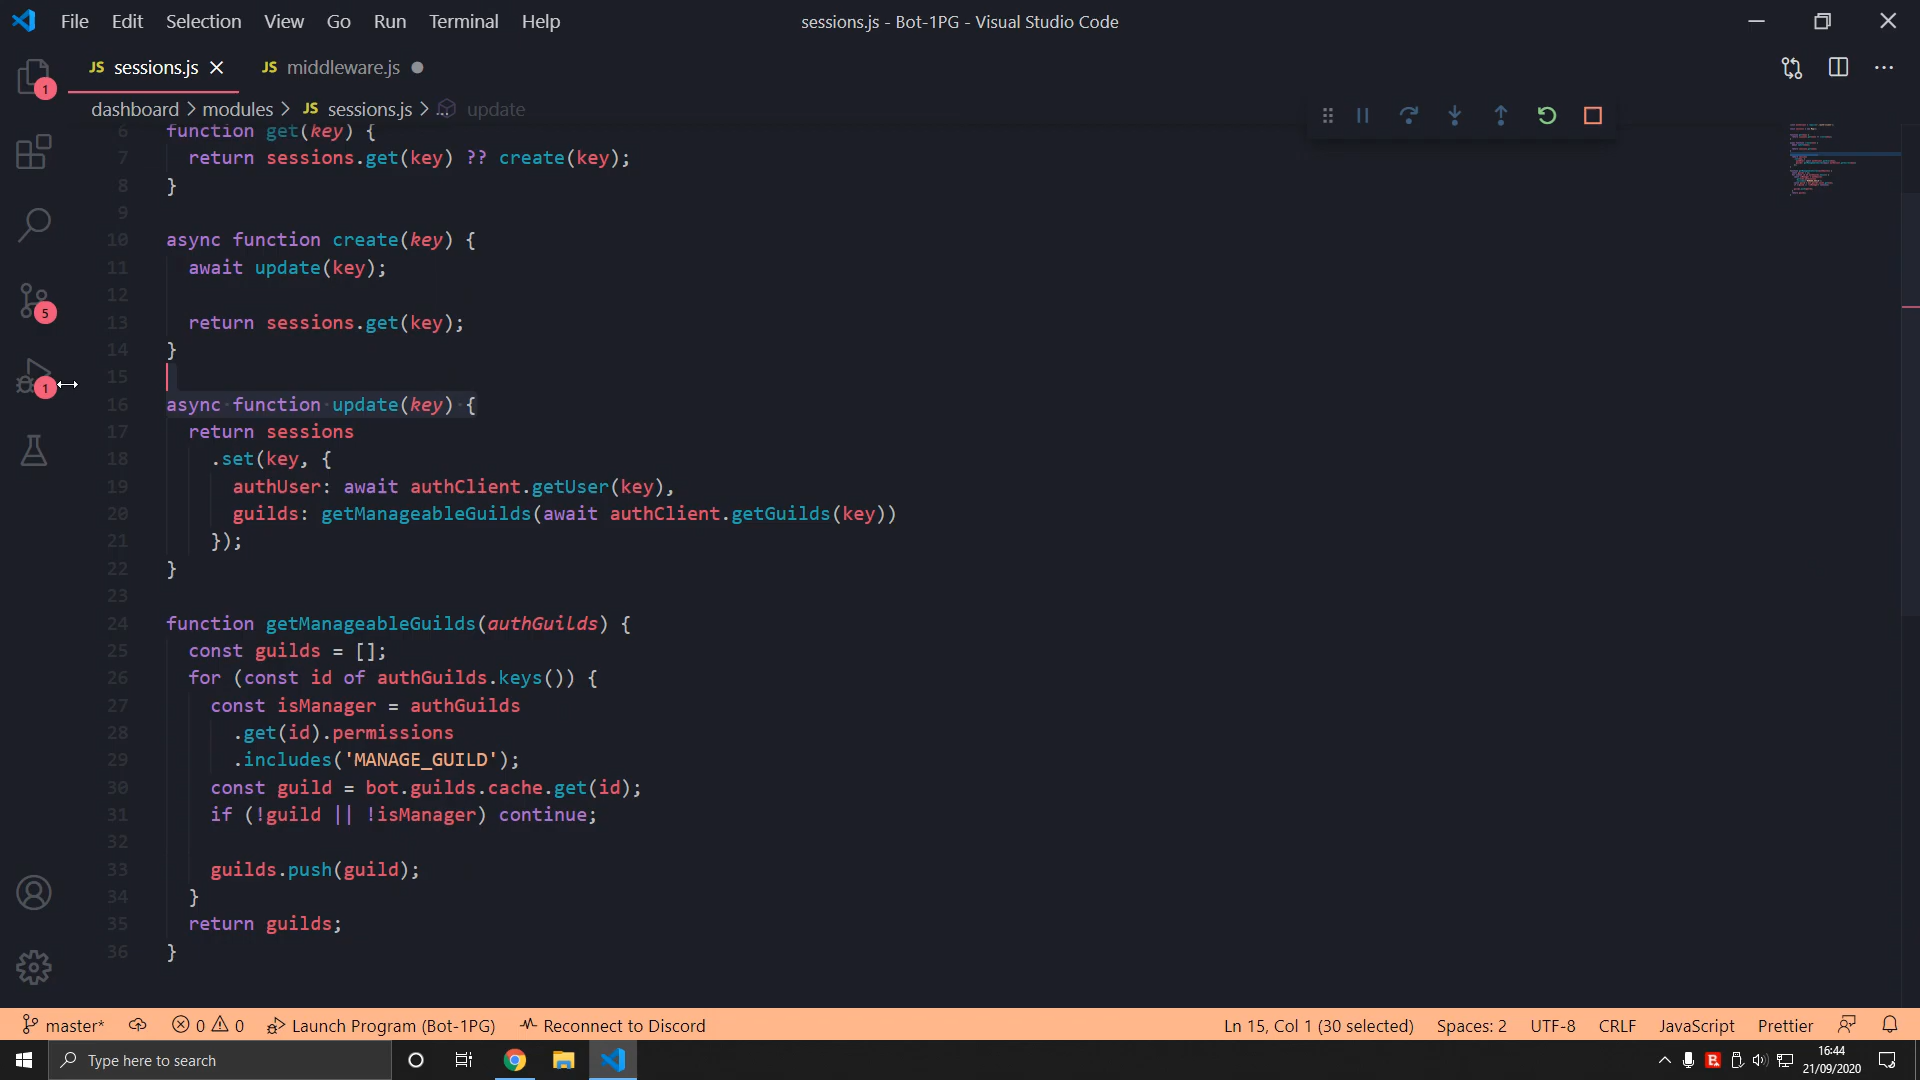 File Edit Selection View Go Run Terminal Help
sessions.js - Bot-1PG - Visual Studio Code
JS sessions.js
JS middleware.js
dashboard > modules > JS sessions.js > update
6 function get(key) {
7 return sessions.get(key) ?? create(key);
8 }
9
10 async function create(key) {
11 await update(key);
12
13 return sessions.get(key);
14 }
15
16 async function update(key) {
17 return sessions
18 .set(key, {
19 authUser: await authClient.getUser(key),
20 guilds: getManageableGuilds(await authClient.getGuilds(key))
21 });
22 }
23
24 function getManageableGuilds(authGuilds) {
25 const guilds = [];
26 for (const id of authGuilds.keys()) {
27 const isManager = authGuilds
28 .get(id).permissions
29 .includes('MANAGE_GUILD');
30 const guild = bot.guilds.cache.get(id);
31 if (!guild || !isManager) continue;
32
33 guilds.push(guild);
34 }
35 return guilds;
36 }
1
5
1
master* 0 0 Launch Program (Bot-1PG) Reconnect to Discord
Ln 15, Col 1 (30 selected) Spaces: 2 UTF-8 CRLF JavaScript Prettier
Type here to search
16:44
21/09/2020